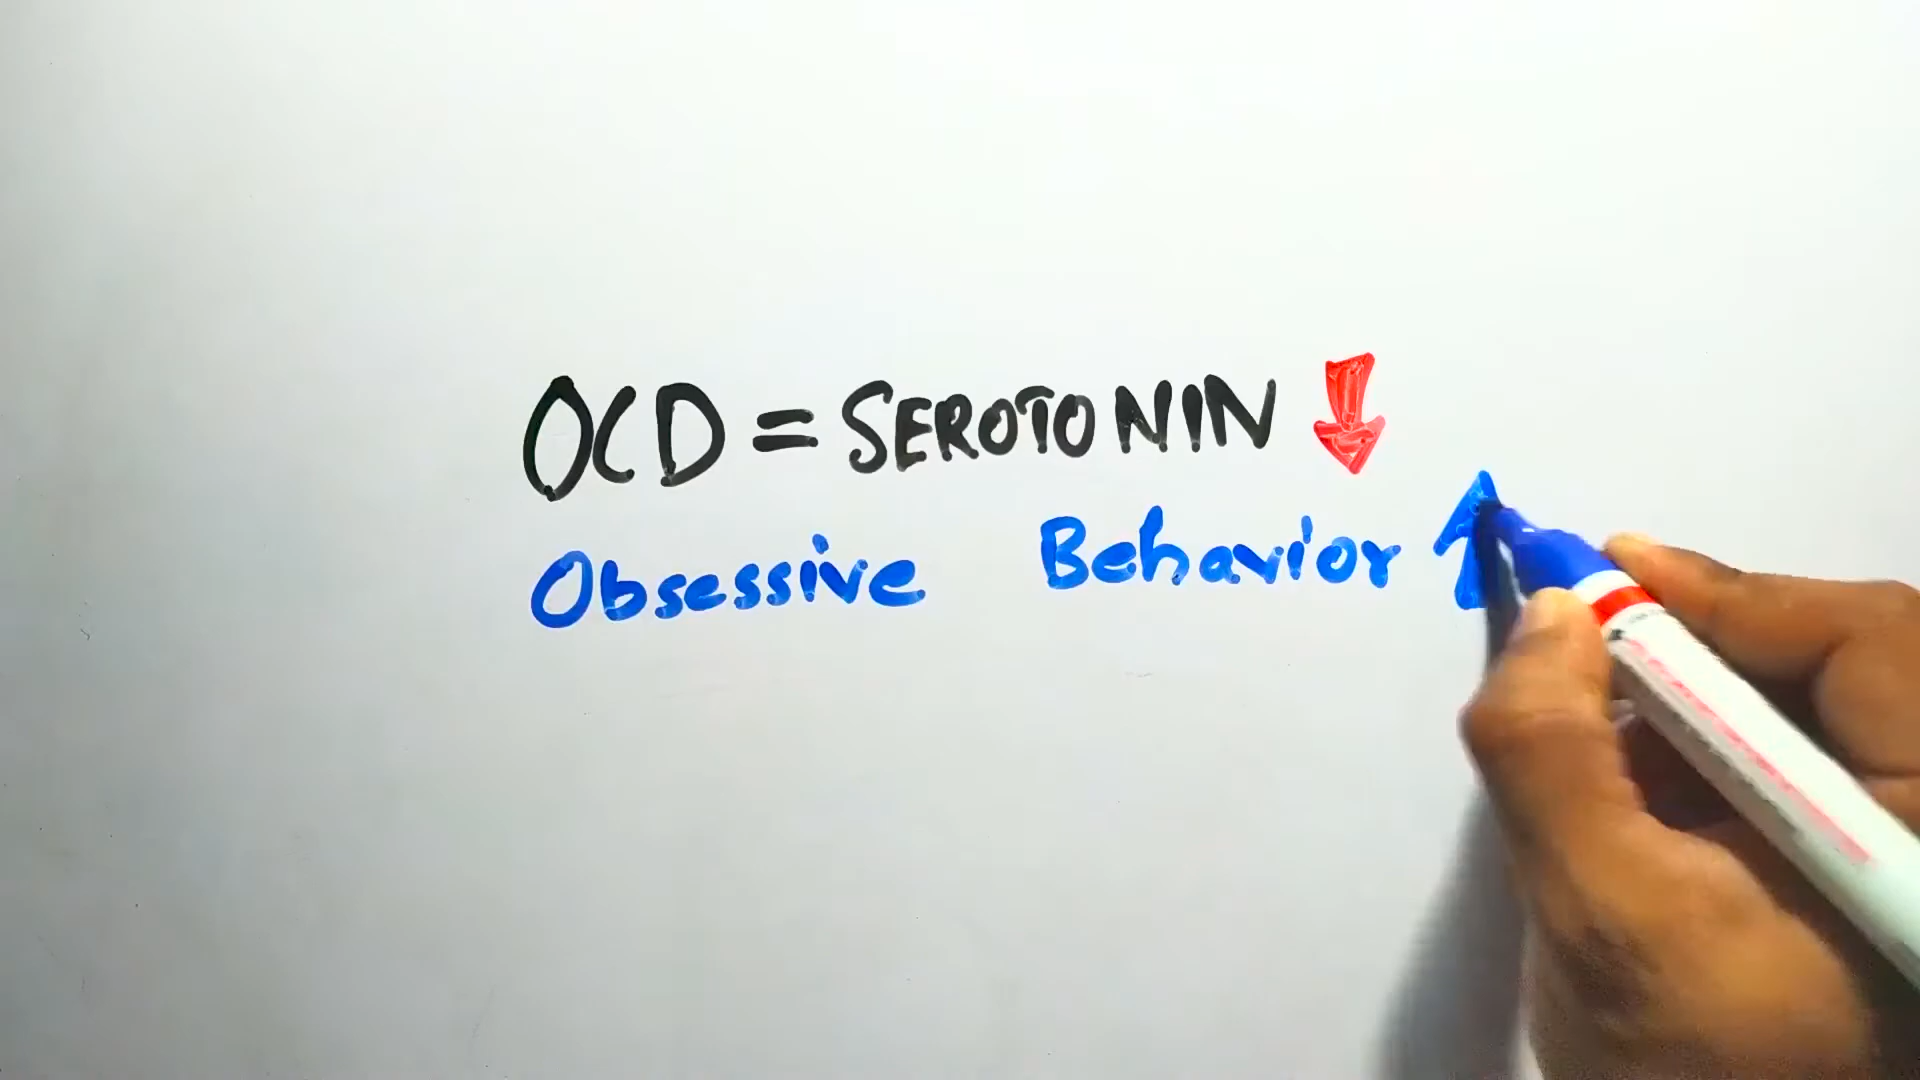 OCD = SEROTONIN ↓
Obsessive Behavior ↑